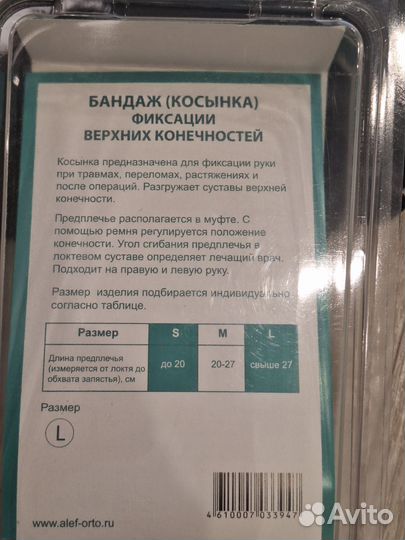 БАНДАЖ (КОСЫНКА)
ФИКСАЦИИ
ВЕРХНИХ КОНЕЧНОСТЕЙ
Косынка предназначена для фиксации руки
при травмах, переломах, растяжениях и
после операций. Разгружает суставы верхней
конечности.
Предплечье располагается в муфте. С
помощью ремня регулируется положение
конечности. Угол сгибания предплечья в
локтевом суставе определяет лечащий врач.
Подходит на правую и левую руку.
Размер изделия подбирается индивидуально
согласно таблице.
Размер S M L
Длина предплечья
(измеряется от локтя до
обхвата запястья), см
до 20 20-27 свыше 27
Размер
L
www.alef-orto.ru
4 610007 033947
Avito